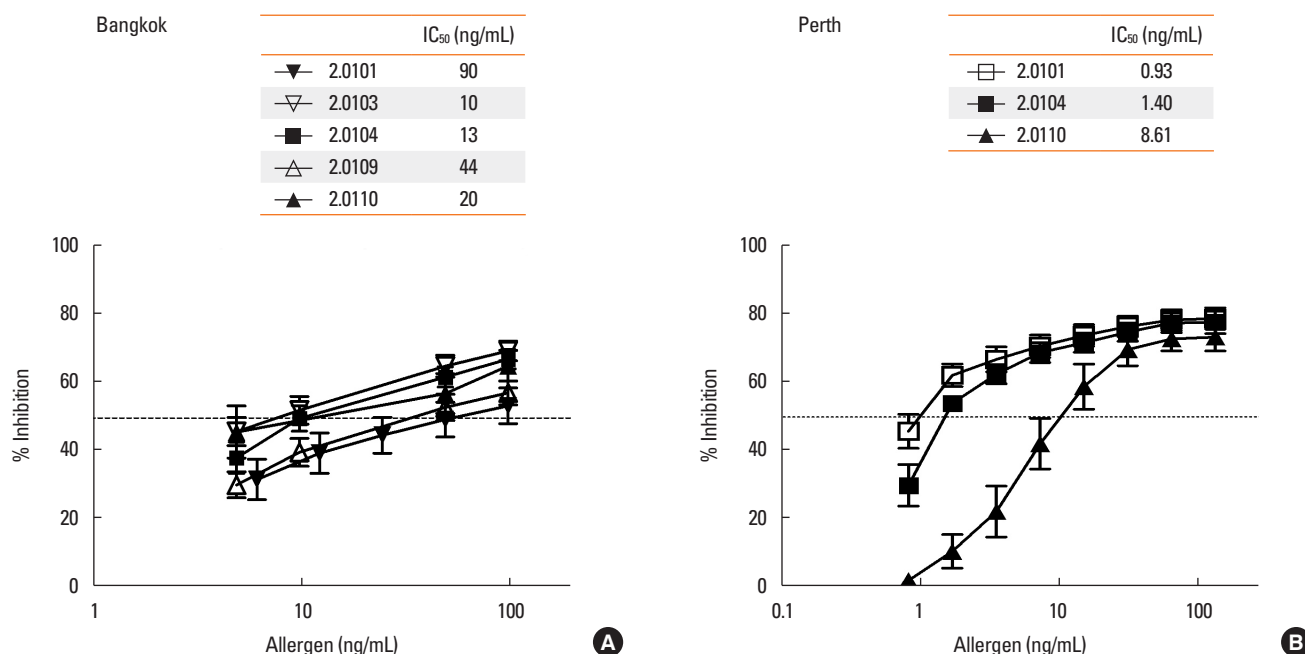 Bangkok
IC₅₀ (ng/mL)
2.0101 90
2.0103 10
2.0104 13
2.0109 44
2.0110 20
100
80
60
40
20
0
% Inhibition
1 10 100
Allergen (ng/mL)
A
Perth
IC₅₀ (ng/mL)
2.0101 0.93
2.0104 1.40
2.0110 8.61
100
80
60
40
20
0
% Inhibition
0.1 1 10 100
Allergen (ng/mL)
B